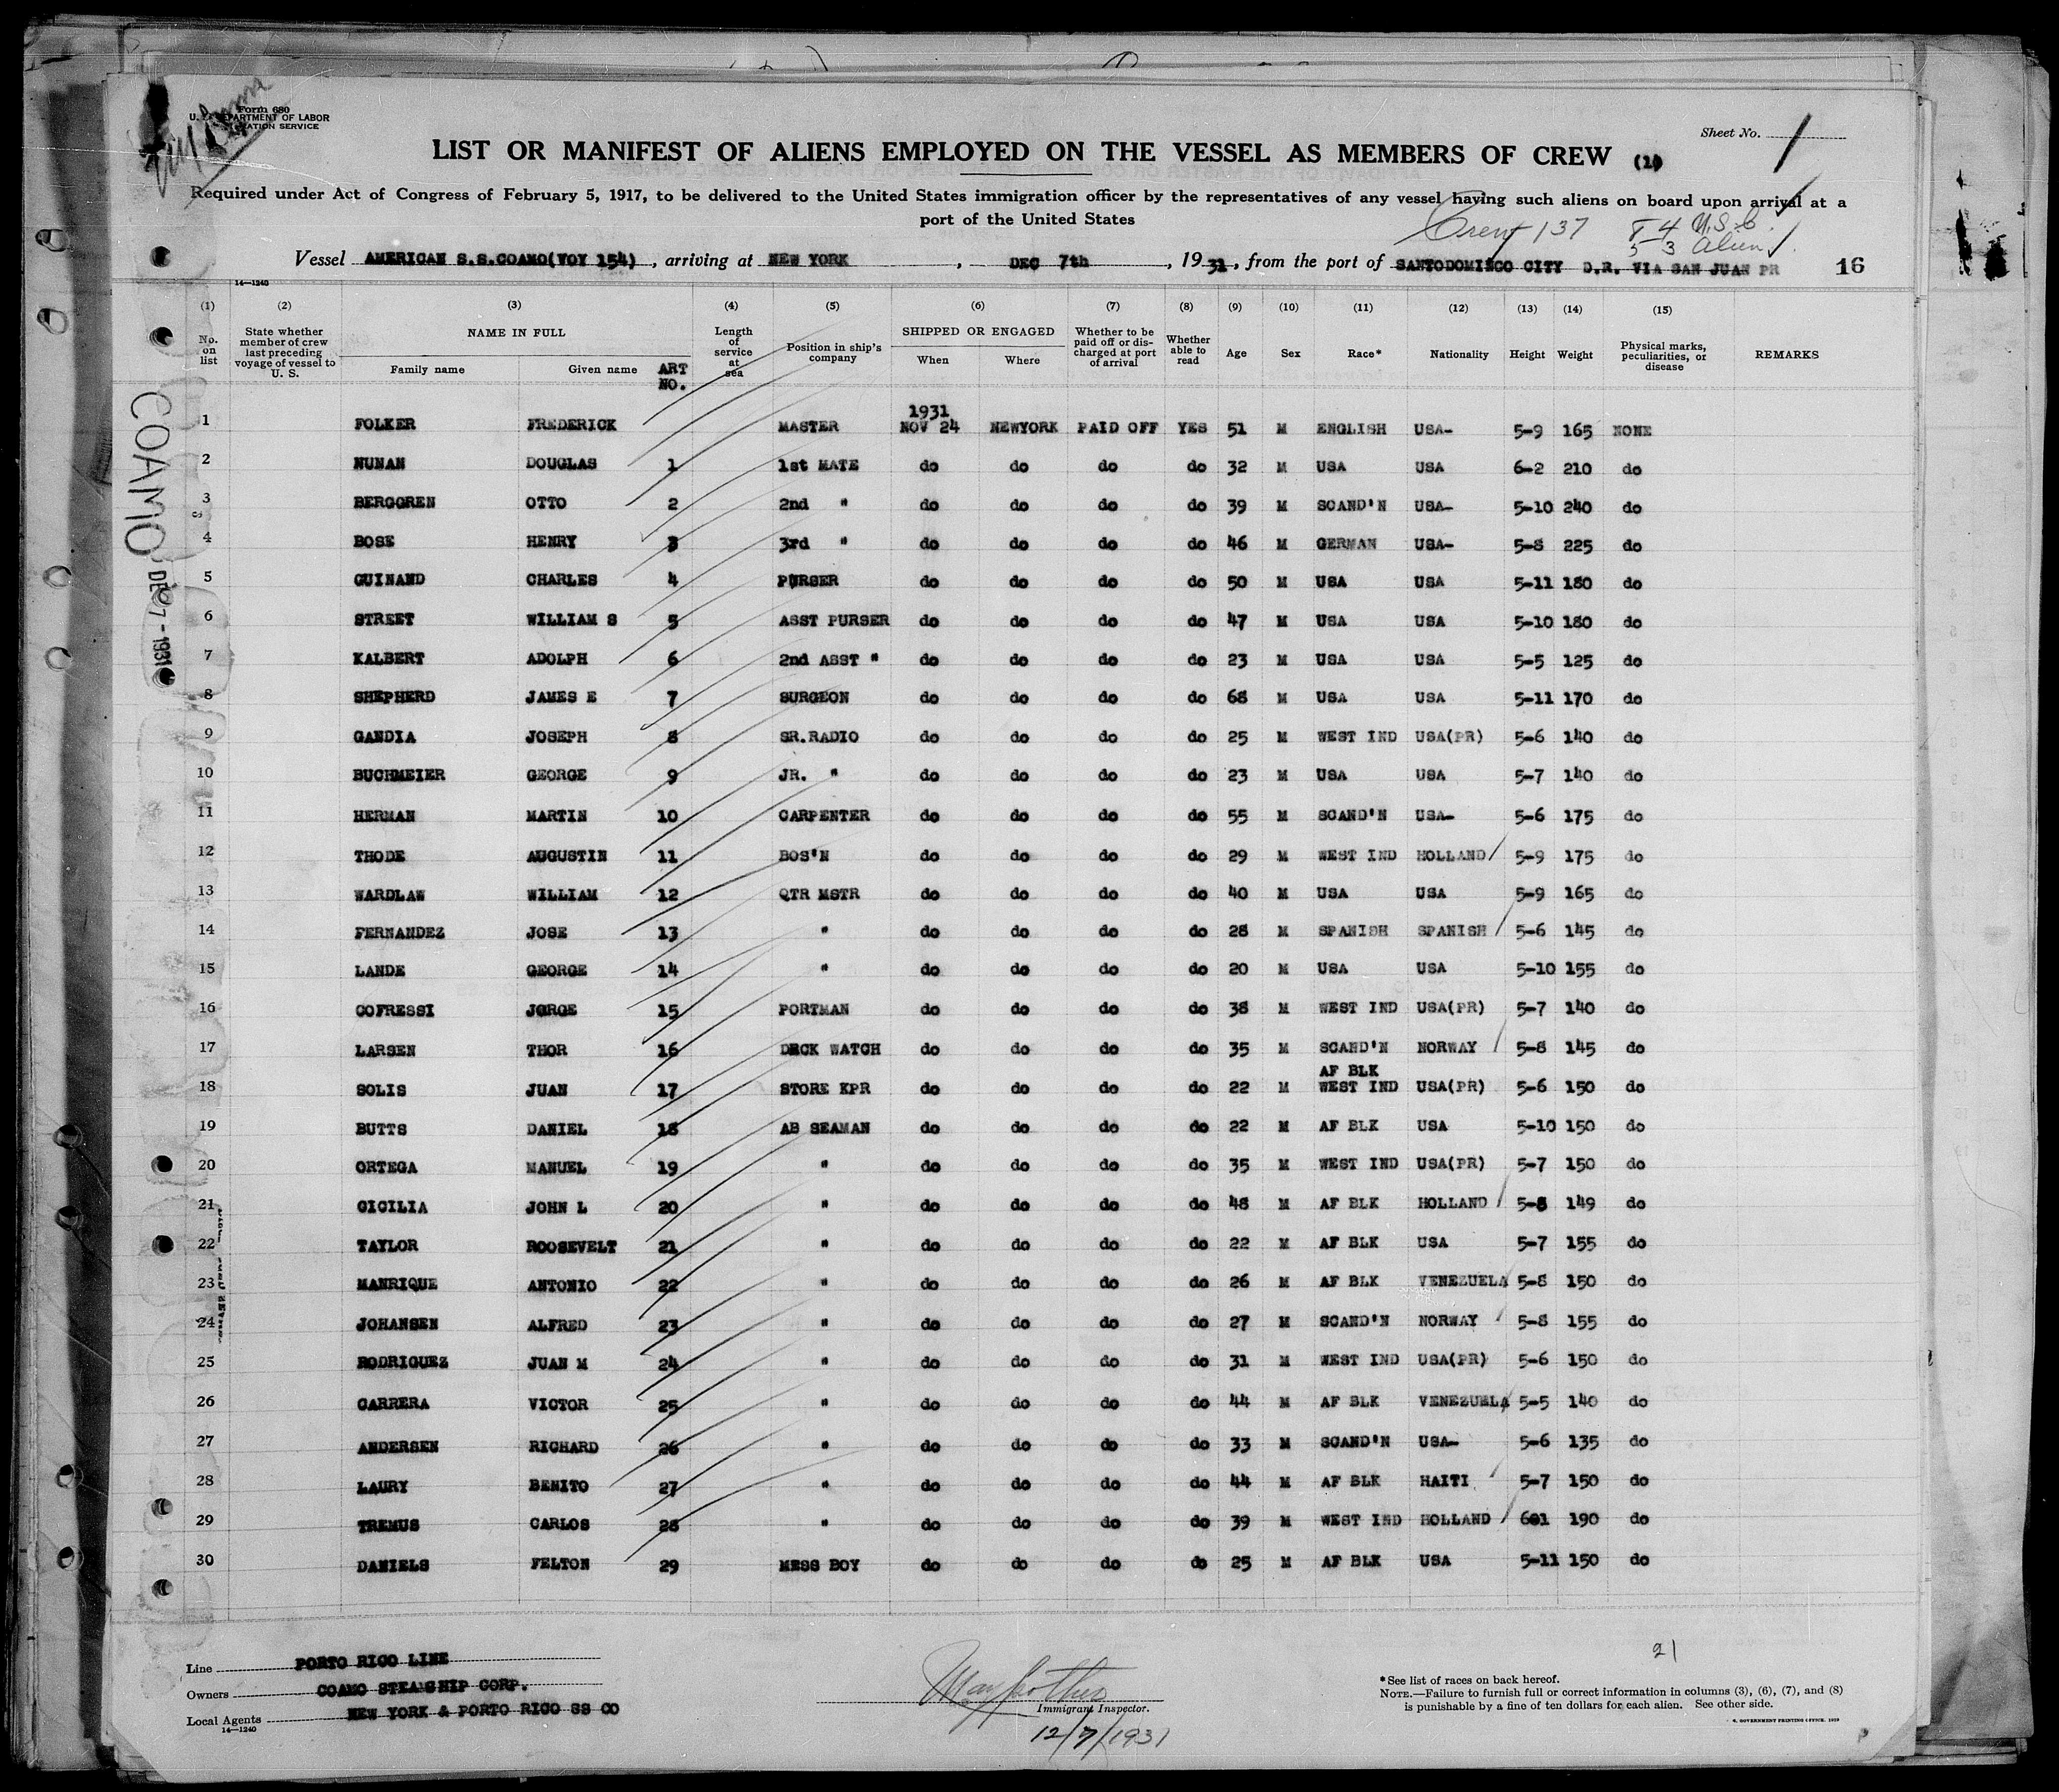 Form 680
U. S. DEPARTMENT OF LABOR
IMMIGRATION SERVICE
Sheet No. 1
LIST OR MANIFEST OF ALIENS EMPLOYED ON THE VESSEL AS MEMBERS OF CREW (1)
Required under Act of Congress of February 5, 1917, to be delivered to the United States immigration officer by the representatives of any vessel having such aliens on board upon arrival at a
port of the United States
Crew 137 84 U.S.C.
53 Alien
Vessel AMERICAN S.S.COAMO(VOY 154), arriving at NEW YORK, DEC 7th, 1931, from the port of SANTODOMINGO CITY D.R. VIA SAN JUAN PR 16
14—1240
(1) (2) (3) (4) (5) (6) (7) (8) (9) (10) (11) (12) (13) (14) (15)
No. on list State whether member of crew last preceding voyage of vessel to U. S. NAME IN FULL Family name Given name ART NO. Length of service at sea Position in ship's company SHIPPED OR ENGAGED When Where Whether to be paid off or discharged at port of arrival Whether able to read Age Sex Race* Nationality Height Weight Physical marks, peculiarities, or disease REMARKS
1931
1 FOLKER FREDERICK MASTER NOV 24 NEWYORK PAID OFF YES 51 M ENGLISH USA- 5-9 165 NONE
2 NUNAN DOUGLAS 1 1st MATE do do do do 32 M USA USA 6-2 210 do
3 BERGGREN OTTO 2 2nd " do do do do 39 M SCAND'N USA- 5-10 240 do
4 BOSE HENRY 3 3rd " do do do do 46 M GERMAN USA- 5-8 225 do
5 GUINAND CHARLES 4 PURSER do do do do 50 M USA USA 5-11 180 do
6 STREET WILLIAM S 5 ASST PURSER do do do do 47 M USA USA 5-10 180 do
7 KALBERT ADOLPH 6 2nd ASST " do do do do 23 M USA USA 5-5 125 do
8 SHEPHERD JAMES E 7 SURGEON do do do do 68 M USA USA 5-11 170 do
9 GANDIA JOSEPH 8 SR.RADIO do do do do 25 M WEST IND USA(PR) 5-6 140 do
10 BUCHMEIER GEORGE 9 JR. " do do do do 23 M USA USA 5-7 140 do
11 HERMAN MARTIN 10 CARPENTER do do do do 55 M SCAND'N USA- 5-6 175 do
12 THODE AUGUSTIN 11 BOS'N do do do do 29 M WEST IND HOLLAND 5-9 175 do
13 WARDLAW WILLIAM 12 QTR MSTR do do do do 40 M USA USA 5-9 165 do
14 FERNANDEZ JOSE 13 " do do do do 28 M SPANISH SPANISH 5-6 145 do
15 LANDE GEORGE 14 " do do do do 20 M USA USA 5-10 155 do
16 COFRESSI JORGE 15 PORTMAN do do do do 38 M WEST IND USA(PR) 5-7 140 do
17 LARSEN THOR 16 DECK WATCH do do do do 35 M SCAND'N NORWAY 5-8 145 do
AF BLK
18 SOLIS JUAN 17 STORE KPR do do do do 22 M WEST IND USA(PR) 5-6 150 do
19 BUTTS DANIEL 18 AB SEAMAN do do do do 22 M AF BLK USA 5-10 150 do
20 ORTEGA MANUEL 19 " do do do do 35 M WEST IND USA(PR) 5-7 150 do
21 CICILIA JOHN L 20 " do do do do 48 M AF BLK HOLLAND 5-8 149 do
22 TAYLOR ROOSEVELT 21 " do do do do 22 M AF BLK USA 5-7 155 do
23 MANRIQUE ANTONIO 22 " do do do do 26 M AF BLK VENEZUELA 5-8 150 do
24 JOHANSEN ALFRED 23 " do do do do 27 M SCAND'N NORWAY 5-8 155 do
25 RODRIGUEZ JUAN M 24 " do do do do 31 M WEST IND USA(PR) 5-6 150 do
26 CARRERA VICTOR 25 " do do do do 44 M AF BLK VENEZUELA 5-5 140 do
27 ANDERSEN RICHARD 26 " do do do do 33 M SCAND'N USA- 5-6 135 do
28 LAURY BENITO 27 " do do do do 44 M AF BLK HAITI 5-7 150 do
29 TREMUS CARLOS 28 " do do do do 39 M WEST IND HOLLAND 6-1 190 do
30 DANIELS FELTON 29 MESS BOY do do do do 25 M AF BLK USA 5-11 150 do
COAMO DEC 7 - 1931
21
Line PORTO RICO LINE
Owners COAMO STEAMSHIP CORP.
Local Agents NEW YORK & PORTO RICO SS CO
14—1240
Immigrant Inspector.
12/7/1931
*See list of races on back hereof.
NOTE.—Failure to furnish full or correct information in columns (3), (6), (7), and (8)
is punishable by a fine of ten dollars for each alien. See other side.
U. S. GOVERNMENT PRINTING OFFICE: 1929